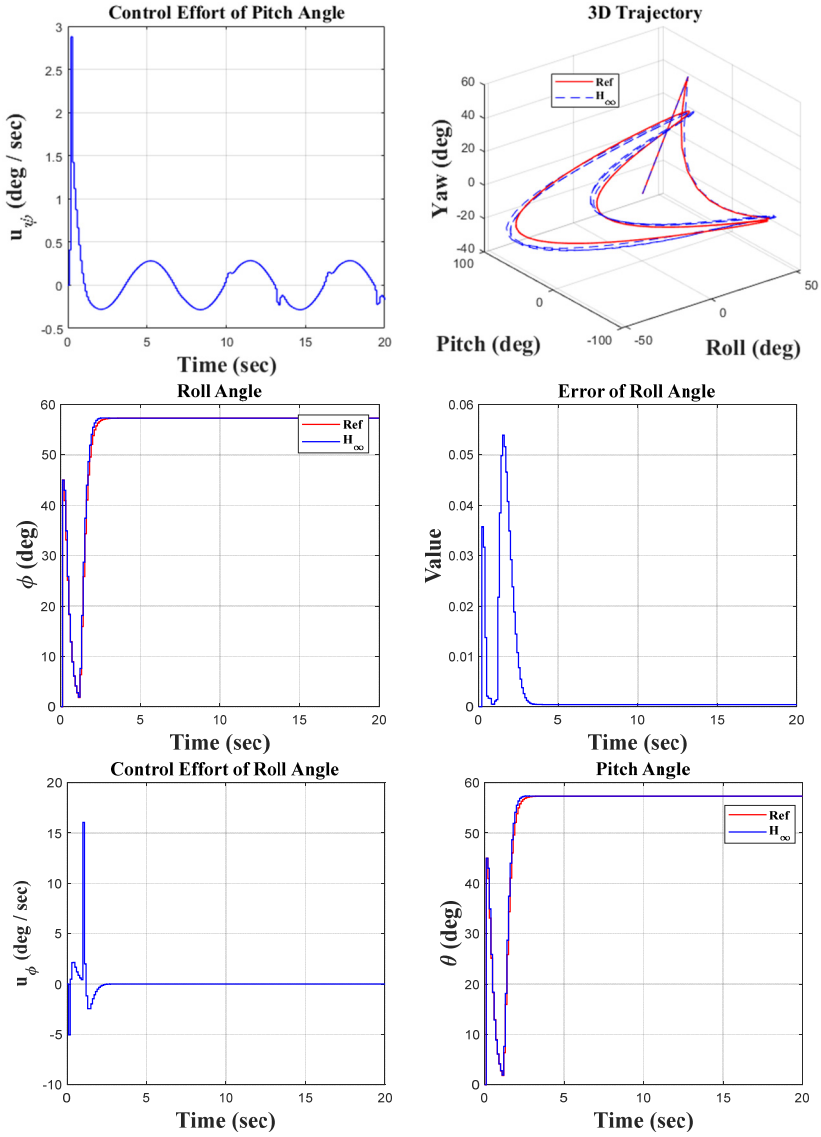 Control Effort of Pitch Angle
3
2.5
2
1.5
1
0.5
0
-0.5
u_ψ̇ (deg / sec)
0 5 10 15 20
Time (sec)
3D Trajectory
Ref
H∞
60
40
20
0
-20
-40
Yaw (deg)
100 0 -100
Pitch (deg)
-50 0 50
Roll (deg)
Roll Angle
Ref
H∞
60
50
40
30
20
10
0
ϕ (deg)
0 5 10 15 20
Time (sec)
Error of Roll Angle
0.06
0.05
0.04
0.03
0.02
0.01
0
Value
0 5 10 15 20
Time (sec)
Control Effort of Roll Angle
20
15
10
5
0
-5
-10
u_ϕ (deg / sec)
0 5 10 15 20
Time (sec)
Pitch Angle
Ref
H∞
60
50
40
30
20
10
0
θ (deg)
0 5 10 15 20
Time (sec)